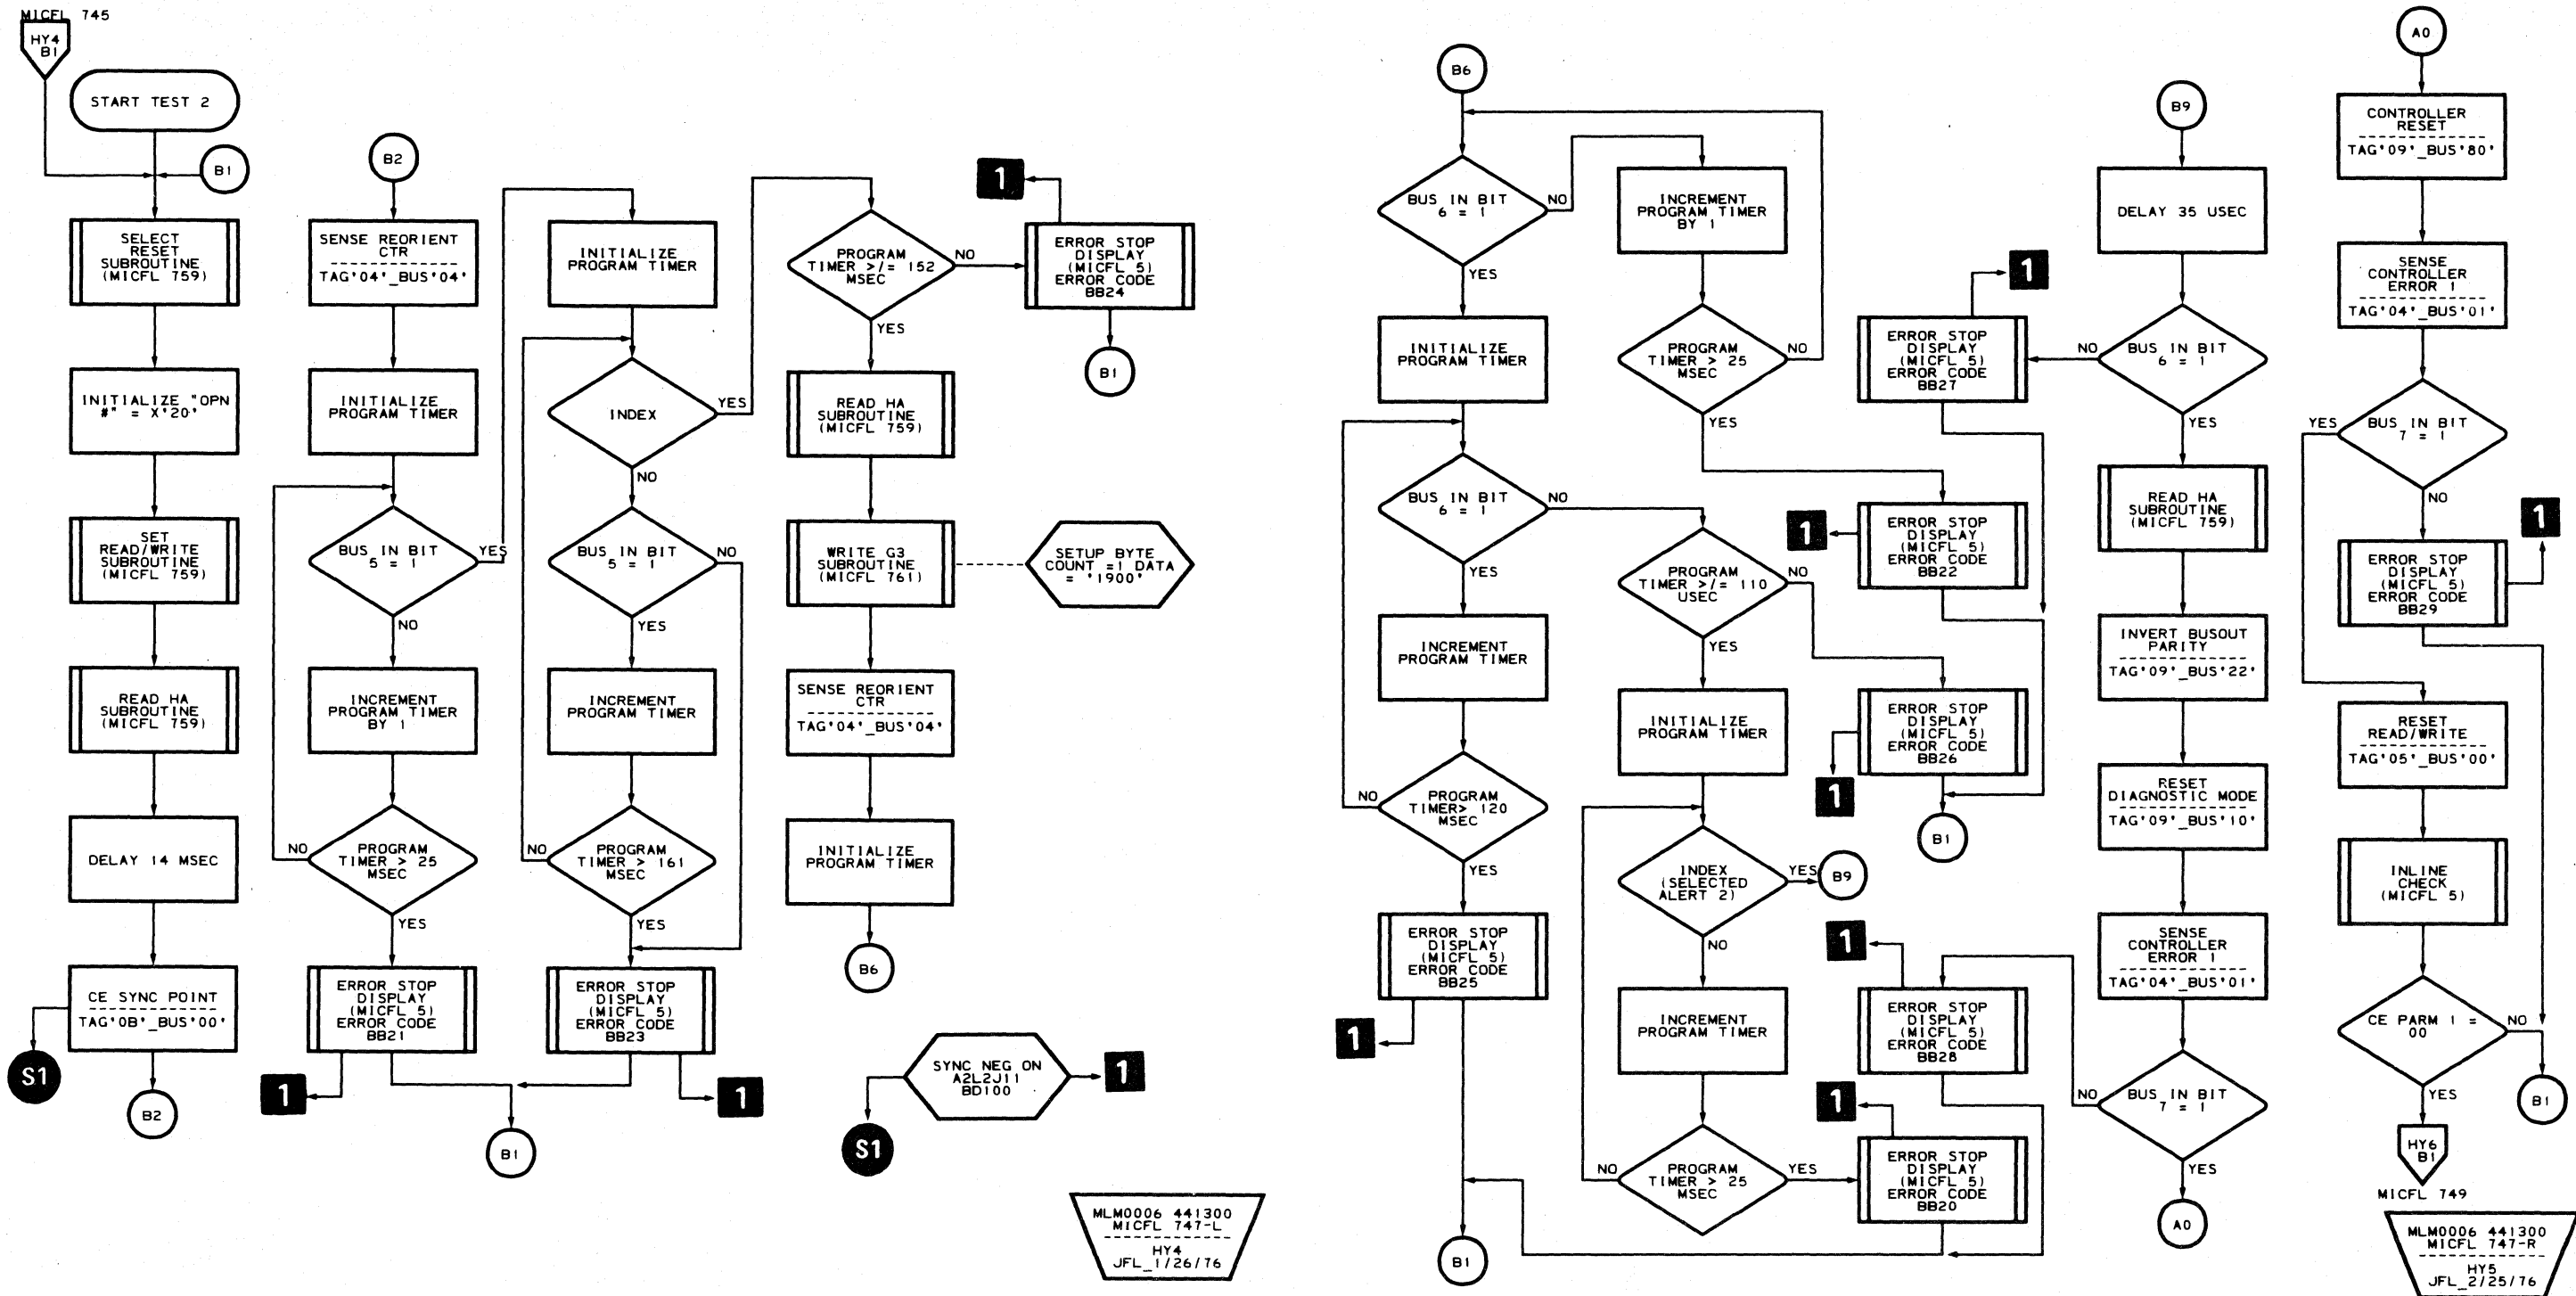 MICFL 745
HY4
B1
START TEST 2
B1
SELECT
RESET
SUBROUTINE
(MICFL 759)
INITIALIZE "OPN
#" = X'20'
SET
READ/WRITE
SUBROUTINE
(MICFL 759)
READ HA
SUBROUTINE
(MICFL 759)
DELAY 14 MSEC
CE SYNC POINT
TAG'0B'_BUS'00'
S1
B2
B2
SENSE REORIENT
CTR
TAG'04'_BUS'04'
INITIALIZE
PROGRAM TIMER
BUS IN BIT
5 = 1
YES
NO
INCREMENT
PROGRAM TIMER
BY 1
PROGRAM
TIMER > 25
MSEC
NO
YES
ERROR STOP
DISPLAY
(MICFL 5)
ERROR CODE
BB21
1
INITIALIZE
PROGRAM TIMER
INDEX
YES
NO
BUS IN BIT
5 = 1
NO
YES
INCREMENT
PROGRAM TIMER
PROGRAM
TIMER > 161
MSEC
NO
YES
ERROR STOP
DISPLAY
(MICFL 5)
ERROR CODE
BB23
1
B1
PROGRAM
TIMER >/= 152
MSEC
NO
YES
1
ERROR STOP
DISPLAY
(MICFL 5)
ERROR CODE
BB24
B1
READ HA
SUBROUTINE
(MICFL 759)
WRITE G3
SUBROUTINE
(MICFL 761)
SETUP BYTE
COUNT =1 DATA
= '1900'
SENSE REORIENT
CTR
TAG'04'_BUS'04'
INITIALIZE
PROGRAM TIMER
B6
SYNC NEG ON
A2L2J11
BD100
1
S1
MLM0006 441300
MICFL 747-L
HY4
JFL_1/26/76
B6
BUS IN BIT
6 = 1
NO
YES
INITIALIZE
PROGRAM TIMER
BUS IN BIT
6 = 1
NO
YES
INCREMENT
PROGRAM TIMER
PROGRAM
TIMER> 120
MSEC
NO
YES
ERROR STOP
DISPLAY
(MICFL 5)
ERROR CODE
BB25
1
B1
INCREMENT
PROGRAM TIMER
BY 1
PROGRAM
TIMER > 25
MSEC
NO
YES
PROGRAM
TIMER >/= 110
USEC
NO
YES
INITIALIZE
PROGRAM TIMER
INDEX
(SELECTED
ALERT 2)
YES
B9
NO
INCREMENT
PROGRAM TIMER
PROGRAM
TIMER > 25
MSEC
NO
YES
1
ERROR STOP
DISPLAY
(MICFL 5)
ERROR CODE
BB27
1
ERROR STOP
DISPLAY
(MICFL 5)
ERROR CODE
BB22
ERROR STOP
DISPLAY
(MICFL 5)
ERROR CODE
BB26
1
B1
1
ERROR STOP
DISPLAY
(MICFL 5)
ERROR CODE
BB28
1
ERROR STOP
DISPLAY
(MICFL 5)
ERROR CODE
BB20
B9
DELAY 35 USEC
BUS IN BIT
6 = 1
NO
YES
READ HA
SUBROUTINE
(MICFL 759)
INVERT BUSOUT
PARITY
TAG'09'_BUS'22'
RESET
DIAGNOSTIC MODE
TAG'09'_BUS'10'
SENSE
CONTROLLER
ERROR 1
TAG'04'_BUS'01'
BUS IN BIT
7 = 1
NO
YES
A0
A0
CONTROLLER
RESET
TAG'09'_BUS'80'
SENSE
CONTROLLER
ERROR 1
TAG'04'_BUS'01'
BUS IN BIT
7 = 1
YES
NO
1
ERROR STOP
DISPLAY
(MICFL 5)
ERROR CODE
BB29
RESET
READ/WRITE
TAG'05'_BUS'00'
INLINE
CHECK
(MICFL 5)
CE PARM 1 =
00
NO
YES
B1
HY6
B1
MICFL 749
MLM0006 441300
MICFL 747-R
HY5
JFL_2/25/76